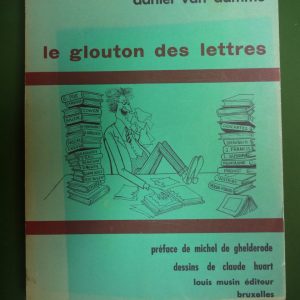 daniel van damme
le glouton des lettres
préface de michel de ghelderode
dessins de claude huart
louis musin éditeur
bruxelles